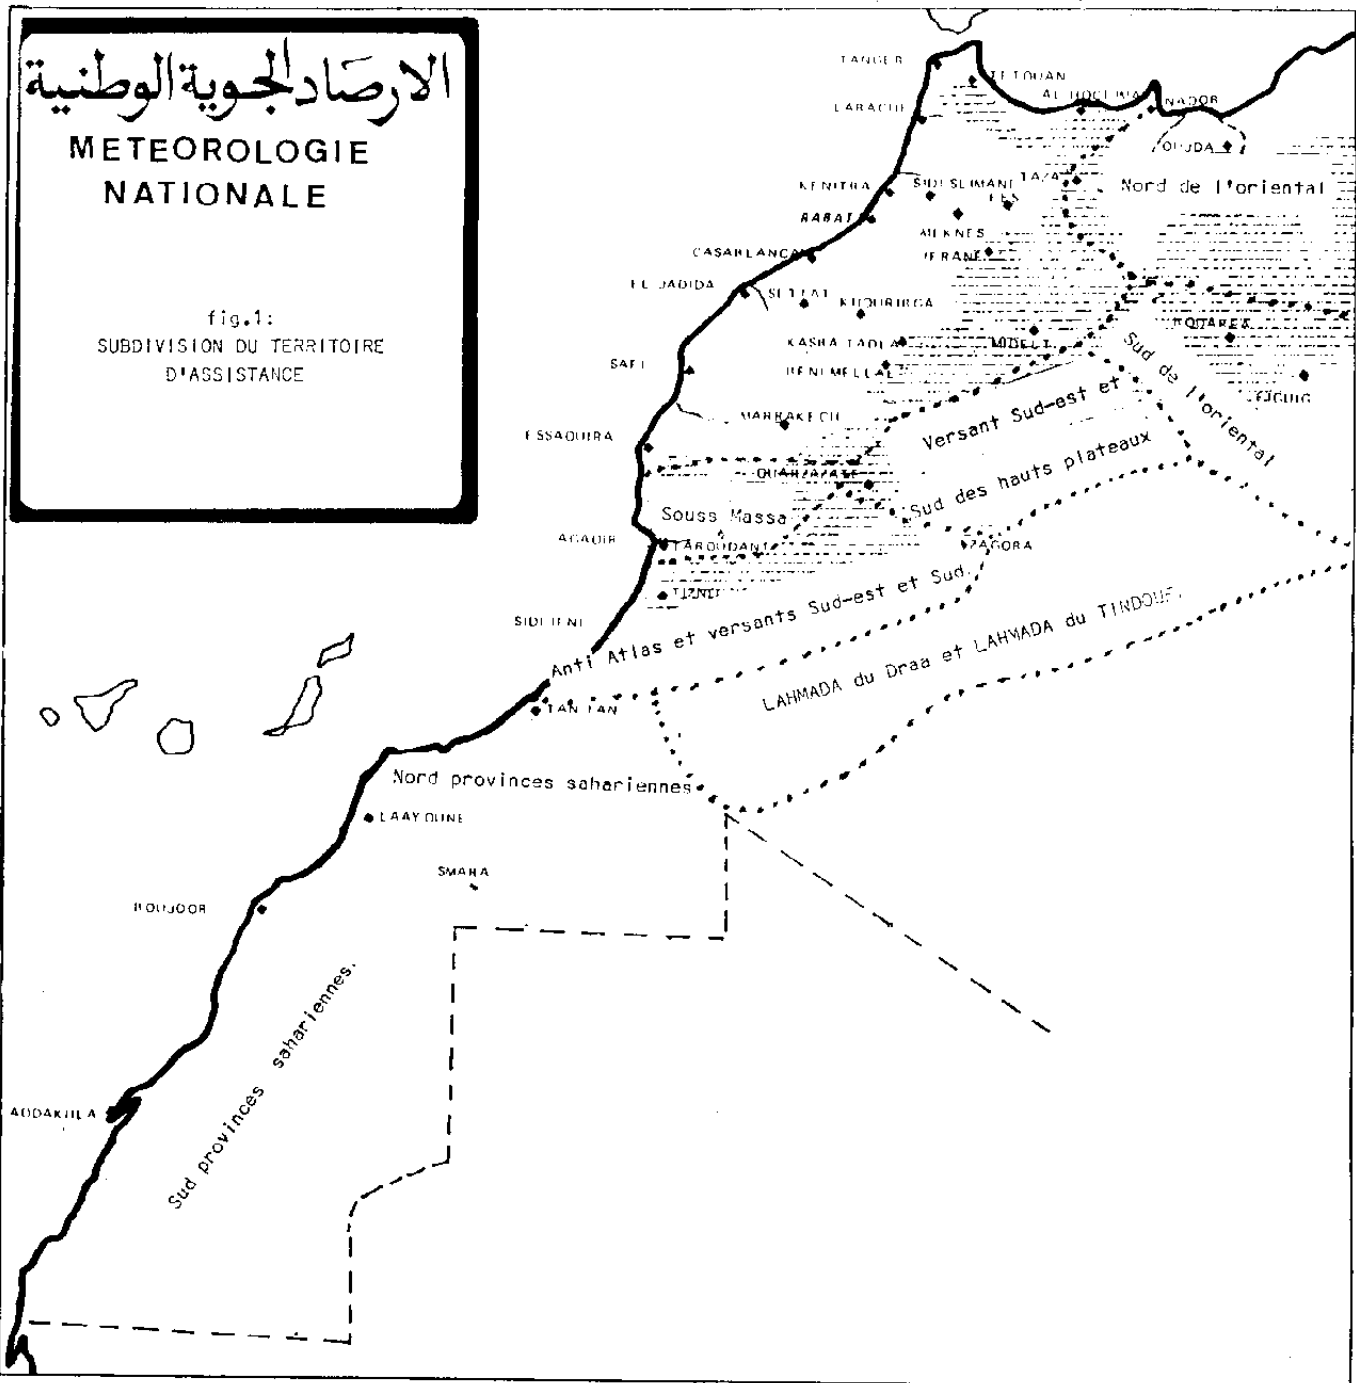 الارصاد الجوية الوطنية
METEOROLOGIE
NATIONALE
fig.1:
SUBDIVISION DU TERRITOIRE
D'ASSISTANCE
TANGER
TETOUAN
LARACHE
NADOR
OUJDA
Nord de l'oriental
KENITRA
SIDI SLIMANE
TAZA
FES
RABAT
MEKNES
IFRANE
CASABLANCA
EL JADIDA
SETTAT
KHOURIBGA
BOUARFA
KASBA TADLA
MIDELT
SAFI
BENI MELLAL
Sud de l'oriental
FIGUIG
MARRAKECH
ESSAOUIRA
Versant Sud-est et
Sud des hauts plateaux
OUARZAZATE
Souss Massa
AGADIR
TAROUDANT
ZAGORA
SIDI IFNI
Anti Atlas et versants Sud-est et Sud.
LAHMADA du Draa et LAHMADA du TINDOUF.
TAN TAN
Nord provinces sahariennes
LAAYOUNE
SMARA
BOUJDOR
Sud provinces sahariennes.
ADDAKHLA